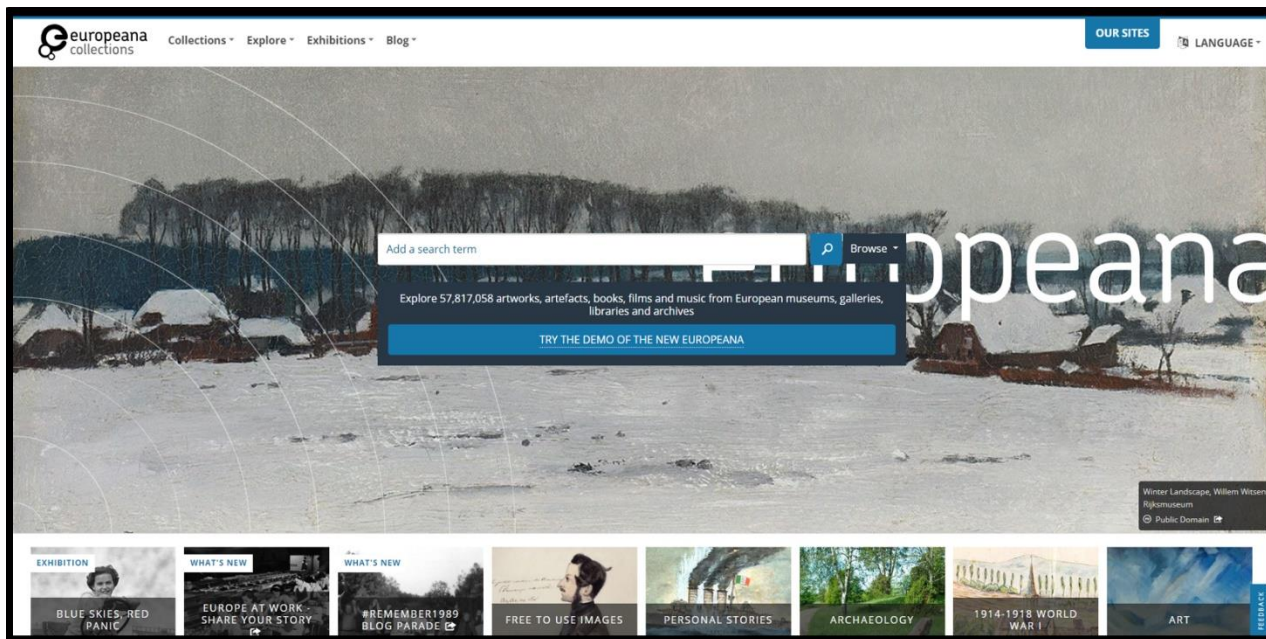 europeana
collections
Collections
Explore
Exhibitions
Blog
OUR SITES
LANGUAGE
europeana
Add a search term
Browse
Explore 57,817,058 artworks, artefacts, books, films and music from European museums, galleries,
libraries and archives
TRY THE DEMO OF THE NEW EUROPEANA
Winter Landscape, Willem Witsen
Rijksmuseum
Public Domain
EXHIBITION
BLUE SKIES, RED
PANIC
WHAT'S NEW
EUROPE AT WORK -
SHARE YOUR STORY
WHAT'S NEW
#REMEMBER1989
BLOG PARADE
FREE TO USE IMAGES
PERSONAL STORIES
ARCHAEOLOGY
1914-1918 WORLD
WAR I
ART
FEEDBACK